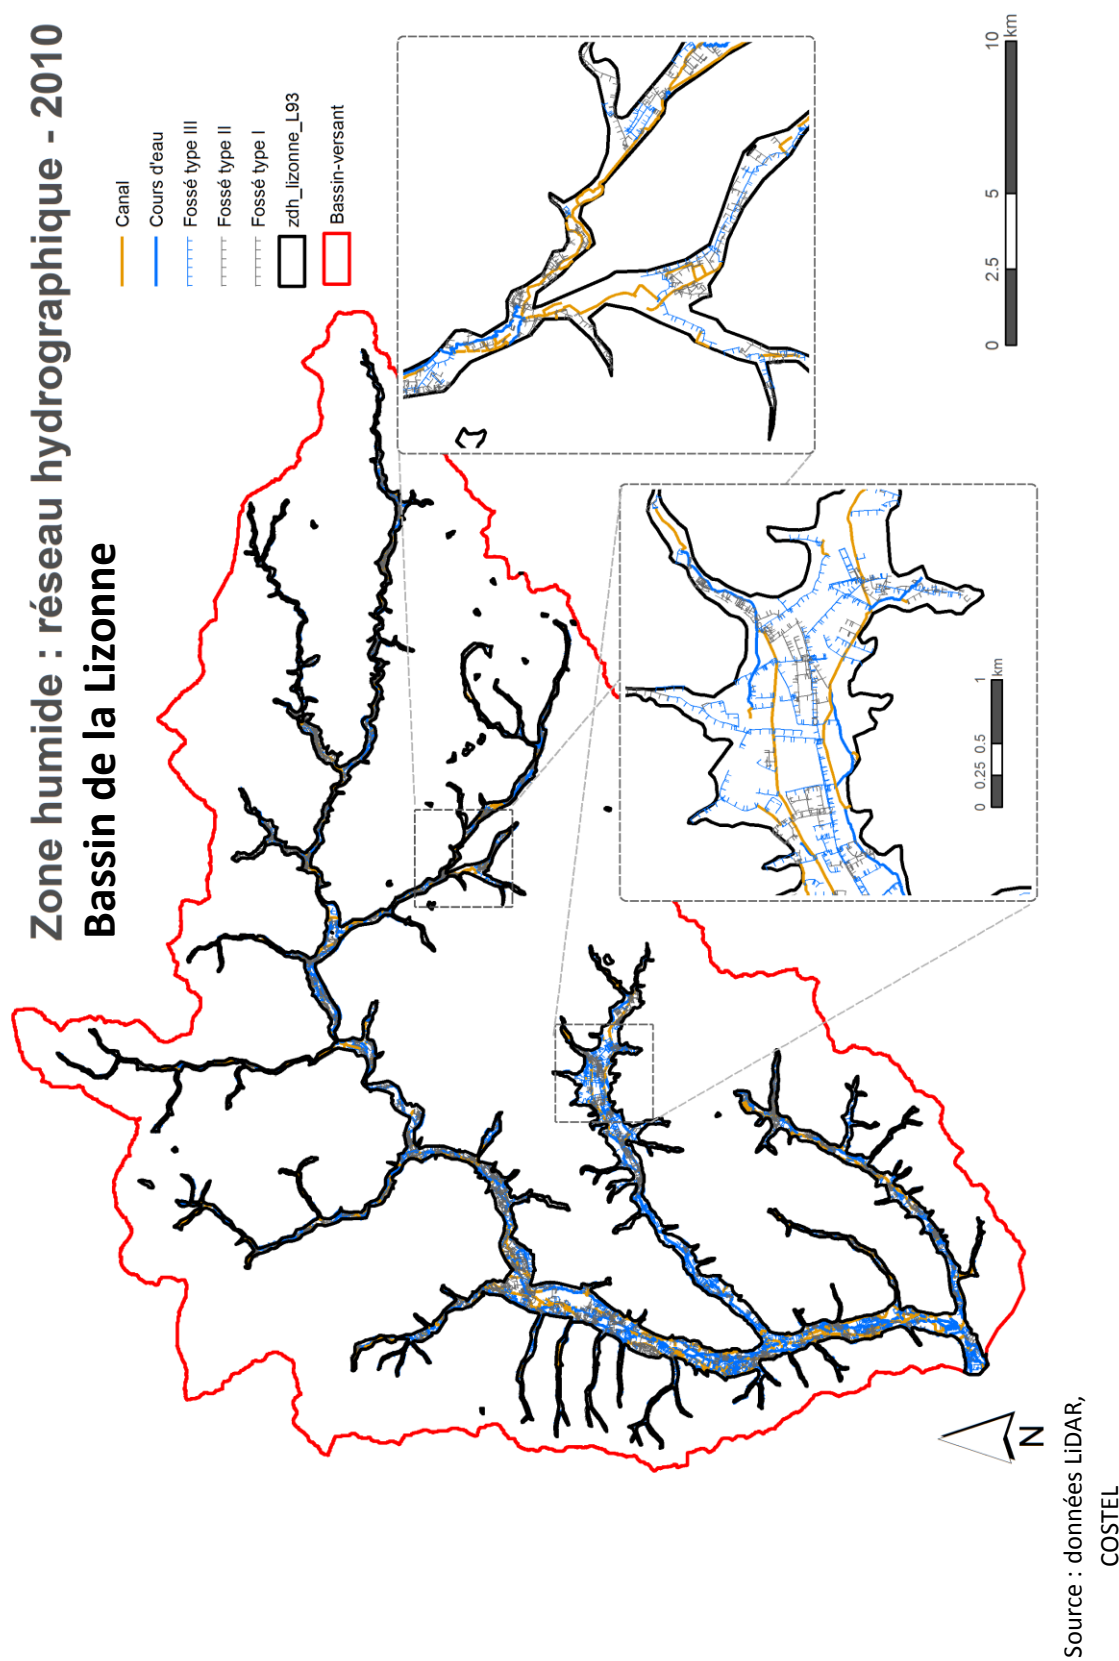 Zone humide : réseau hydrographique - 2010
Bassin de la Lizonne
Canal
Cours d'eau
Fossé type III
Fossé type II
Fossé type I
zdh_lizonne_L93
Bassin-versant
0 2.5 5 10
km
0 0.25 0.5 1
km
N
Source : données LiDAR,
COSTEL